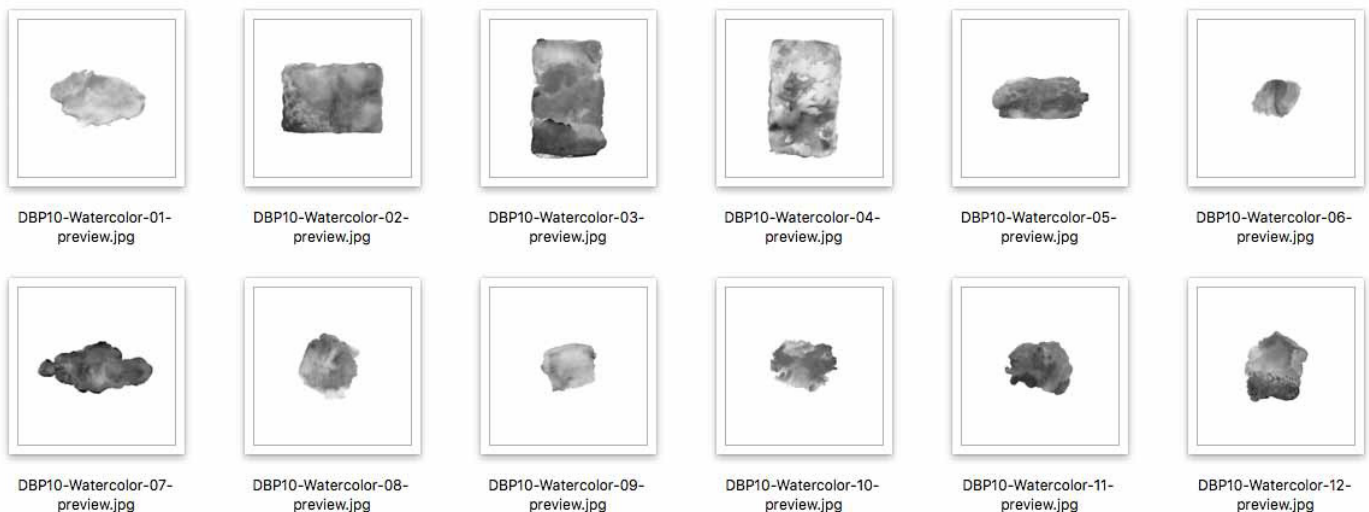 DBP10-Watercolor-01-
preview.jpg
DBP10-Watercolor-02-
preview.jpg
DBP10-Watercolor-03-
preview.jpg
DBP10-Watercolor-04-
preview.jpg
DBP10-Watercolor-05-
preview.jpg
DBP10-Watercolor-06-
preview.jpg
DBP10-Watercolor-07-
preview.jpg
DBP10-Watercolor-08-
preview.jpg
DBP10-Watercolor-09-
preview.jpg
DBP10-Watercolor-10-
preview.jpg
DBP10-Watercolor-11-
preview.jpg
DBP10-Watercolor-12-
preview.jpg